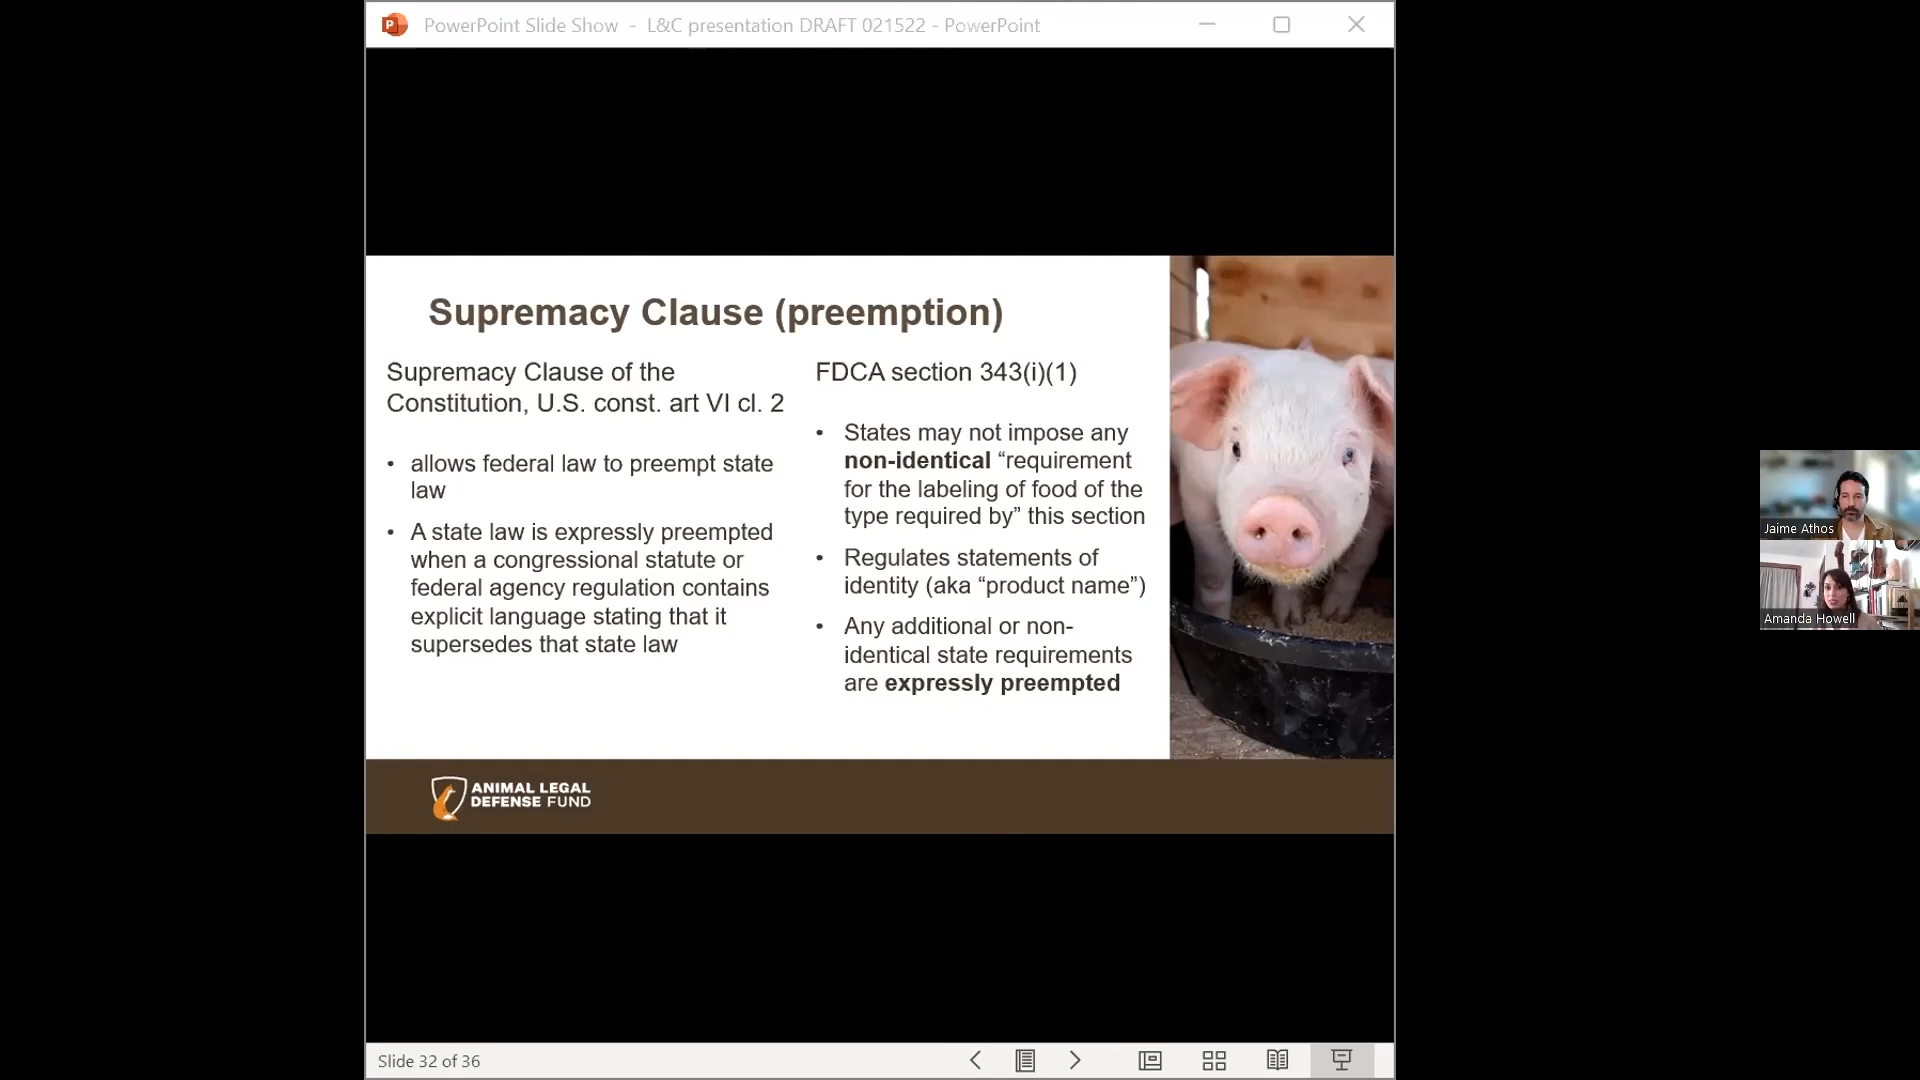 PowerPoint Slide Show - L&C presentation DRAFT 021522 - PowerPoint
Supremacy Clause (preemption)
Supremacy Clause of the
Constitution, U.S. const. art VI cl. 2
• allows federal law to preempt state
law
• A state law is expressly preempted
when a congressional statute or
federal agency regulation contains
explicit language stating that it
supersedes that state law
FDCA section 343(i)(1)
• States may not impose any
non-identical “requirement
for the labeling of food of the
type required by” this section
• Regulates statements of
identity (aka “product name”)
• Any additional or non-
identical state requirements
are expressly preempted
ANIMAL LEGAL
DEFENSE FUND
Jaime Athos
Amanda Howell
Slide 32 of 36